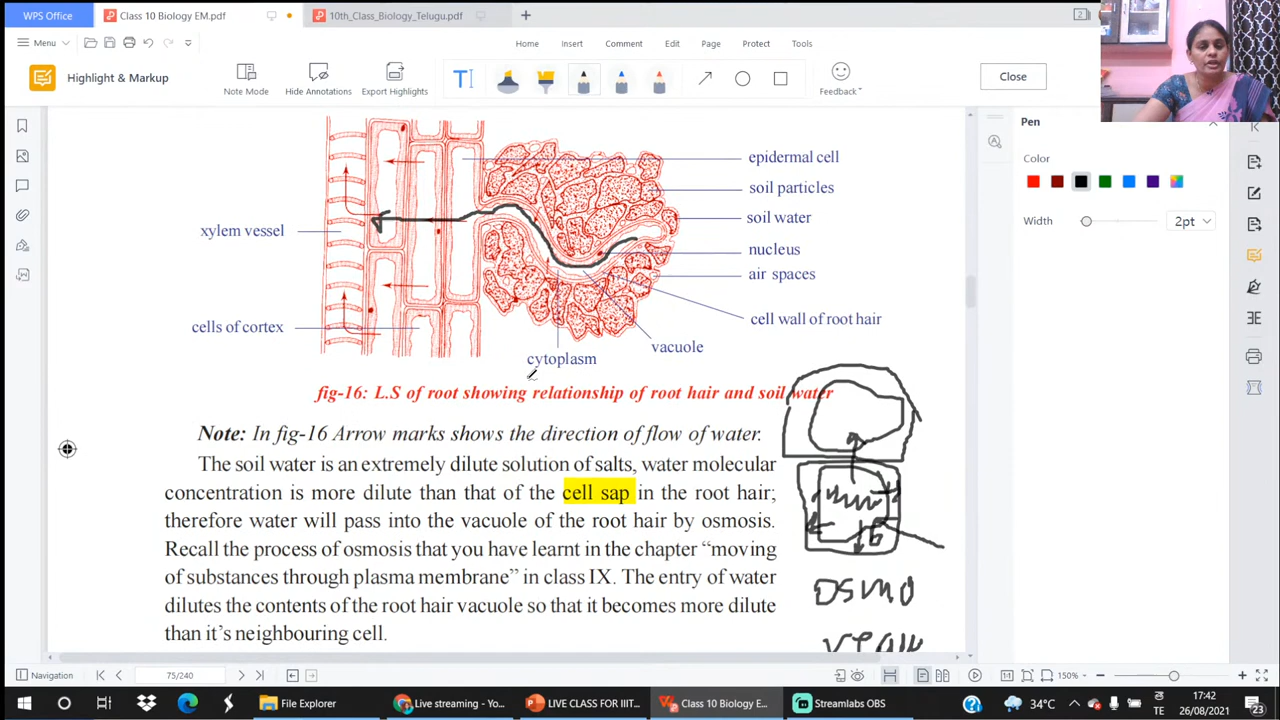 WPS Office
Class 10 Biology EM.pdf
10th_Class_Biology_Telugu.pdf
2
Menu
Home Insert Comment Edit Page Protect Tools
Highlight & Markup
Note Mode
Hide Annotations
Export Highlights
Feedback
Close
Pen
Color
Width 2pt
epidermal cell
soil particles
soil water
xylem vessel
nucleus
air spaces
cell wall of root hair
cells of cortex
vacuole
cytoplasm
fig-16: L.S of root showing relationship of root hair and soil water
Note: In fig-16 Arrow marks shows the direction of flow of water.
The soil water is an extremely dilute solution of salts, water molecular
concentration is more dilute than that of the cell sap in the root hair;
therefore water will pass into the vacuole of the root hair by osmosis.
Recall the process of osmosis that you have learnt in the chapter “moving
of substances through plasma membrane” in class IX. The entry of water
dilutes the contents of the root hair vacuole so that it becomes more dilute
than it’s neighbouring cell.
OSMO
Navigation
75/240
150%
File Explorer
Live streaming - Yo...
LIVE CLASS FOR IIIT...
Class 10 Biology E...
Streamlabs OBS
34°C
TE
17:42
26/08/2021
23